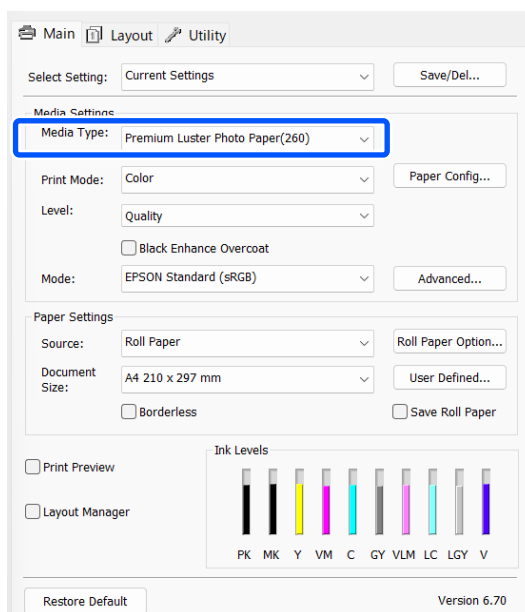 Main Layout Utility
Select Setting: Current Settings Save/Del...
Media Settings
Media Type: Premium Luster Photo Paper(260)
Print Mode: Color Paper Config...
Level: Quality
Black Enhance Overcoat
Mode: EPSON Standard (sRGB) Advanced...
Paper Settings
Source: Roll Paper Roll Paper Option...
Document
Size: A4 210 x 297 mm User Defined...
Borderless Save Roll Paper
Print Preview
Layout Manager
Ink Levels
PK MK Y VM C GY VLM LC LGY V
Restore Default Version 6.70